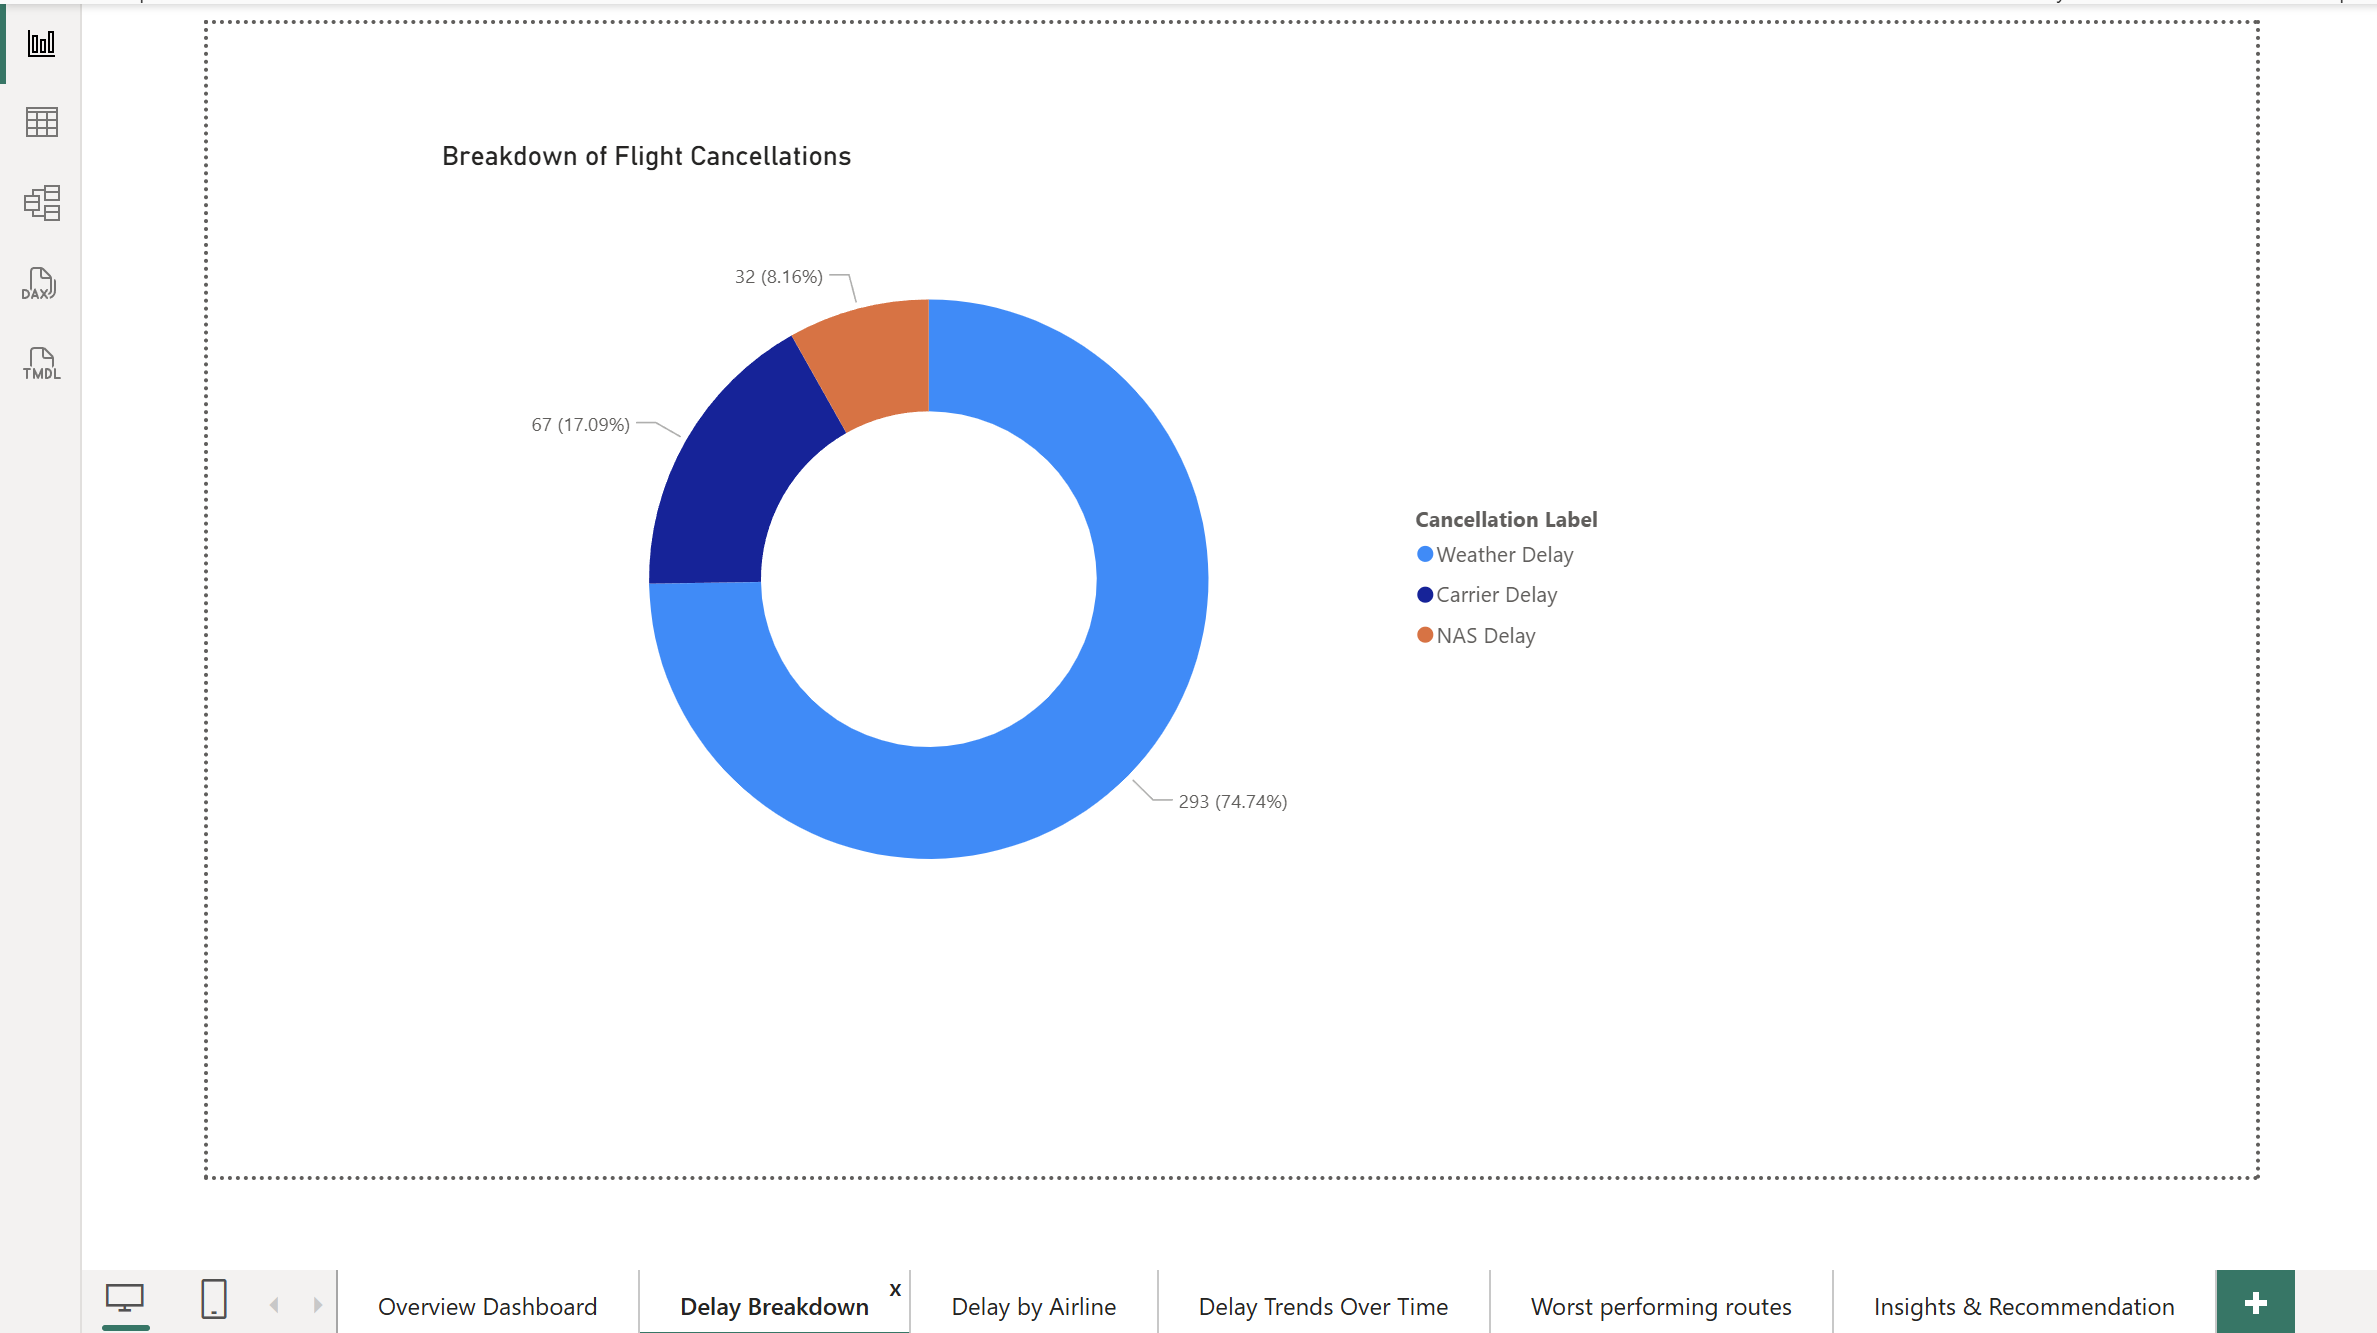 DAX
TMDL
Breakdown of Flight Cancellations
32 (8.16%)
67 (17.09%)
293 (74.74%)
Cancellation Label
Weather Delay
Carrier Delay
NAS Delay
Overview Dashboard
Delay Breakdown
X
Delay by Airline
Delay Trends Over Time
Worst performing routes
Insights & Recommendation